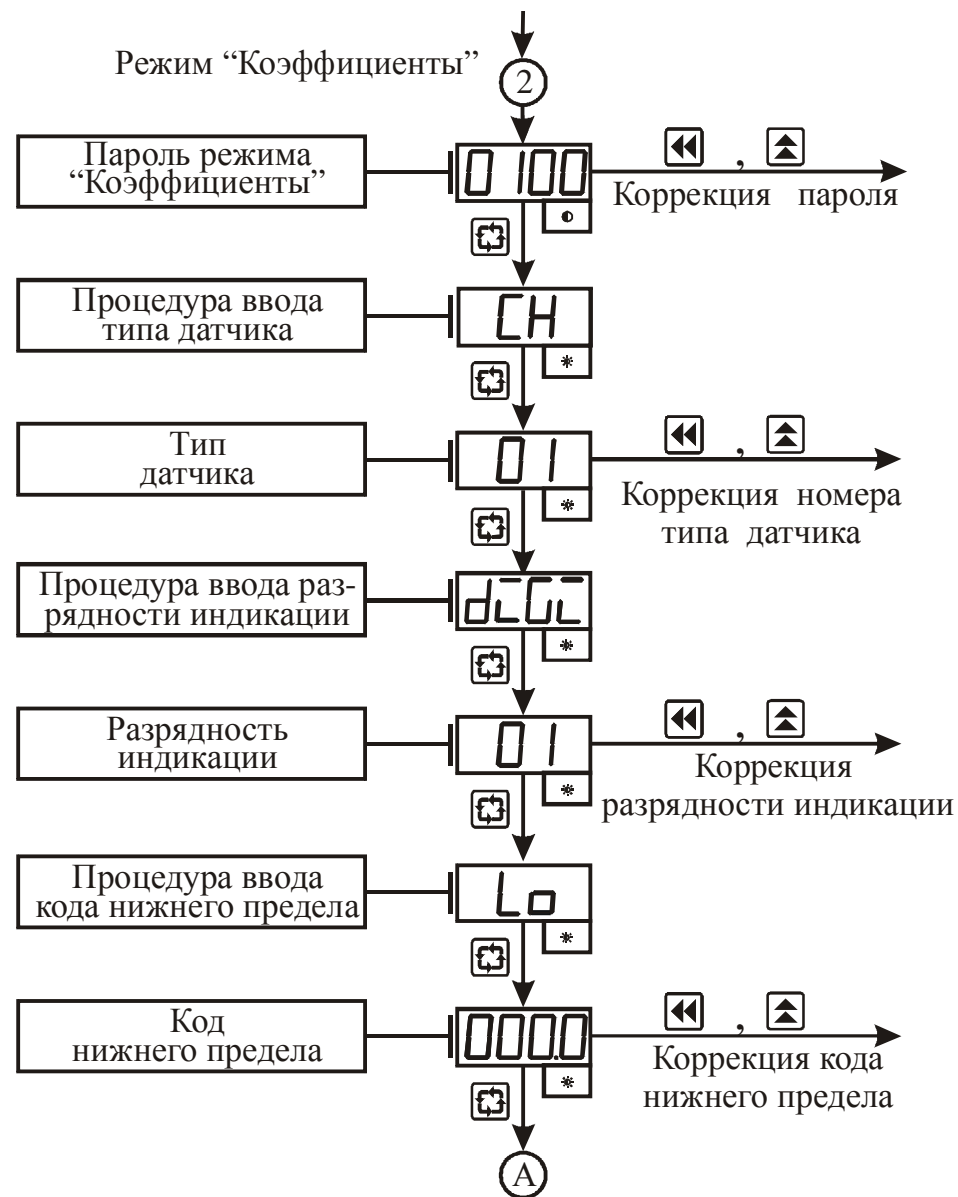 Режим “Коэффициенты”
2
Пароль режима
“Коэффициенты”
0100
,
Коррекция пароля
Процедура ввода
типа датчика
CH
*
Тип
датчика
01
*
,
Коррекция номера
типа датчика
Процедура ввода раз-
рядности индикации
*
Разрядность
индикации
01
*
,
Коррекция
разрядности индикации
Процедура ввода
кода нижнего предела
Lo
*
Код
нижнего предела
000.0
*
,
Коррекция кода
нижнего предела
А